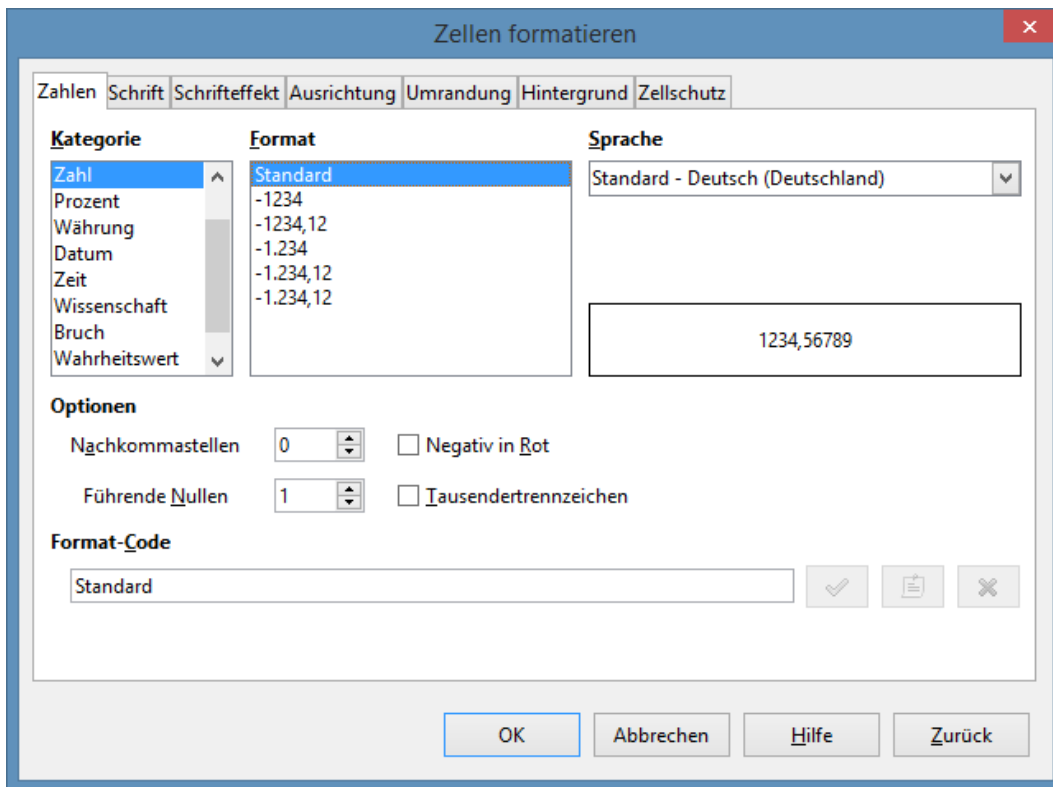 Zellen formatieren
Zahlen Schrift Schrifteffekt Ausrichtung Umrandung Hintergrund Zellschutz
Kategorie
Zahl
Prozent
Währung
Datum
Zeit
Wissenschaft
Bruch
Wahrheitswert
Format
Standard
-1234
-1234,12
-1.234
-1.234,12
-1.234,12
Sprache
Standard - Deutsch (Deutschland)
1234,56789
Optionen
Nachkommastellen 0 Negativ in Rot
Führende Nullen 1 Tausendertrennzeichen
Format-Code
Standard
OK Abbrechen Hilfe Zurück